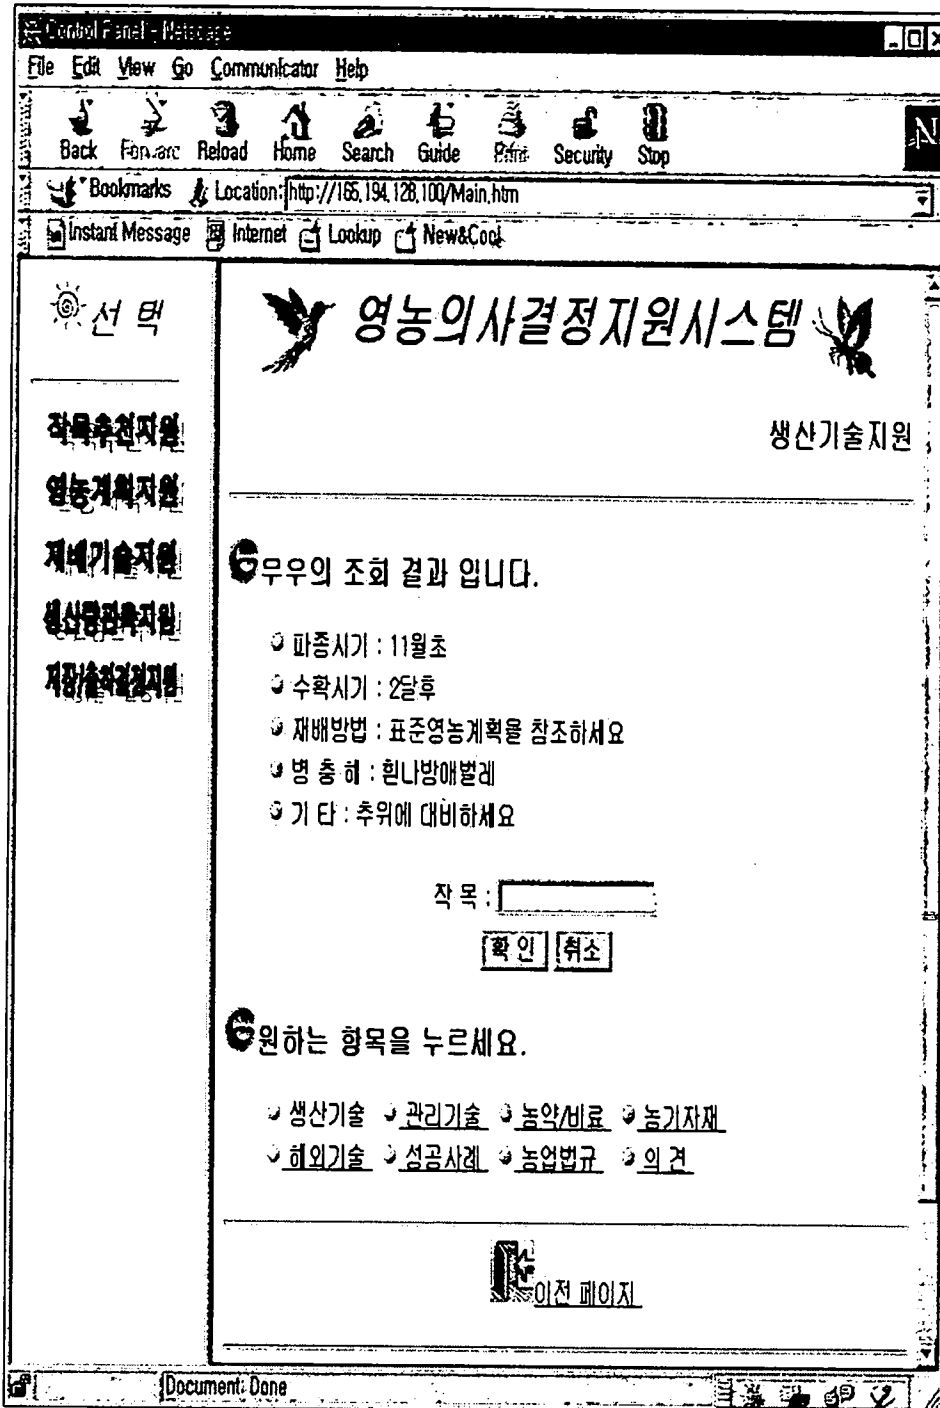 Control Panel - Netscape
File Edit View Go Communicator Help
Back Forward Reload Home Search Guide Print Security Stop
N
Bookmarks Location: http://165.194.128.100/Main.htm
Instant Message Internet Lookup New&Cool
선 택
작목추천지원
영농계획지원
재배기술지원
생산량관측지원
저장/출하결정지원
영농의사결정지원시스템
생산기술지원
무우의 조회 결과 입니다.
파종시기 : 11월초
수확시기 : 2달후
재배방법 : 표준영농계획을 참조하세요
병 충 해 : 흰나방애벌레
기 타 : 추위에 대비하세요
작 목 :
확 인 취소
원하는 항목을 누르세요.
생산기술 관리기술 농약/비료 농기자재
해외기술 성공사례 농업법규 의 견
이전 페이지
Document: Done